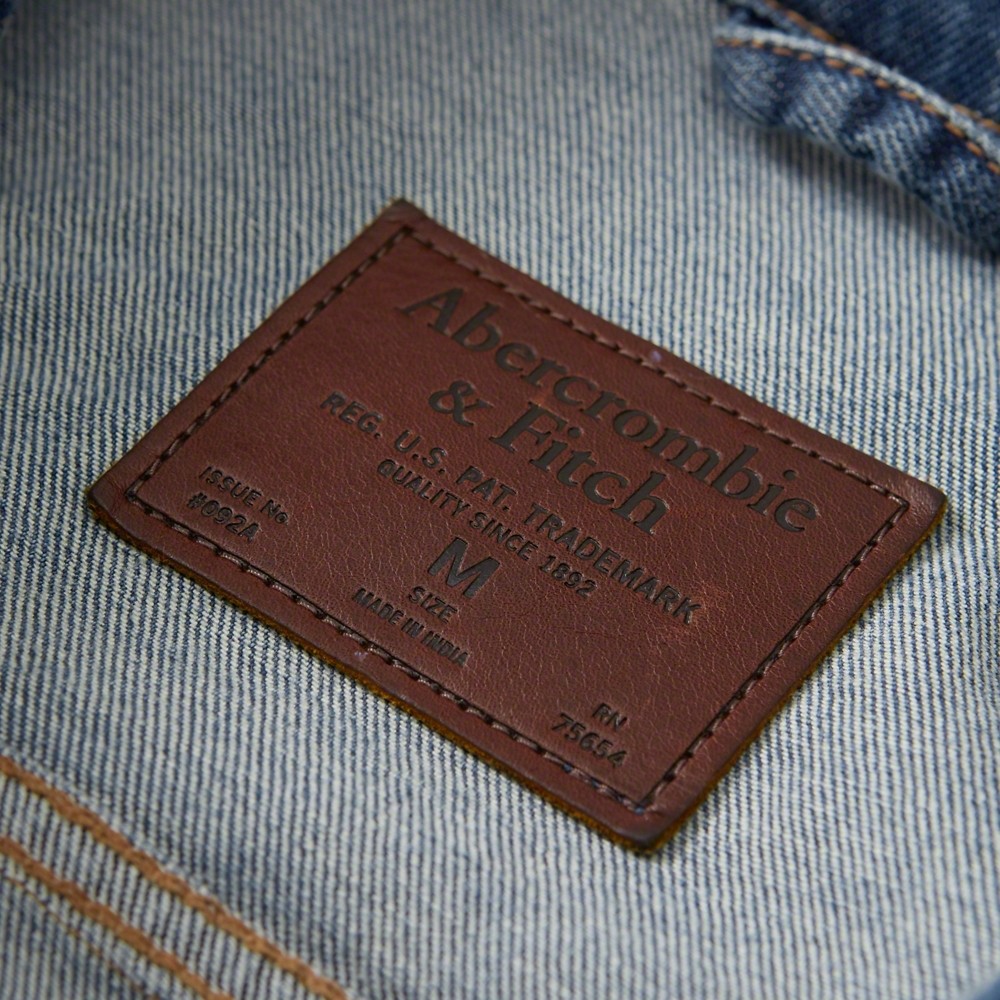 Abercrombie
& Fitch
REG. U.S. PAT. TRADEMARK
QUALITY SINCE 1892
ISSUE No.
#092A
M
SIZE
MADE IN INDIA
RN
75654